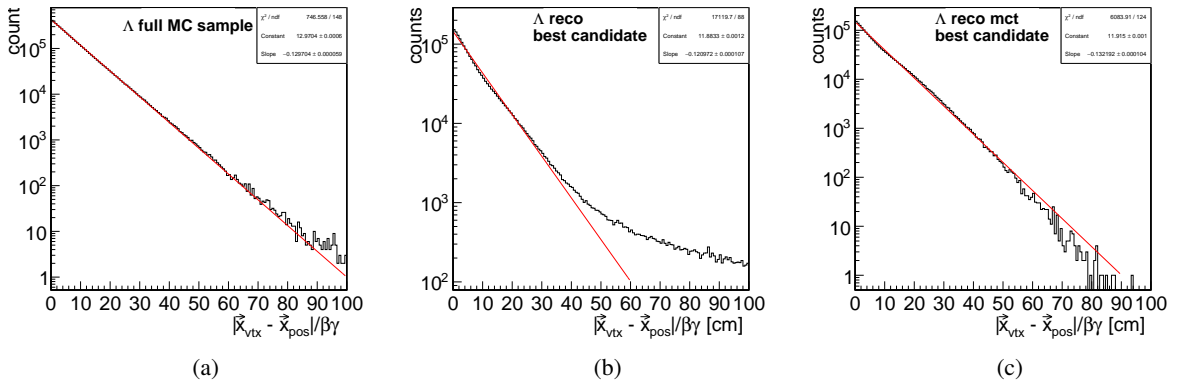 Λ full MC sample
χ² / ndf 746.558 / 148
Constant 12.9704 ± 0.0006
Slope −0.129704 ± 0.000059
count
10⁵
10⁴
10³
10²
10
1
0 10 20 30 40 50 60 70 80 90 100
|x⃗vtx - x⃗pos|/βγ
(a)
Λ reco
best candidate
χ² / ndf 17119.7 / 88
Constant 11.8833 ± 0.0012
Slope −0.120972 ± 0.000107
counts
10⁵
10⁴
10³
10²
0 10 20 30 40 50 60 70 80 90 100
|x⃗vtx - x⃗pos|/βγ [cm]
(b)
Λ reco mct
best candidate
χ² / ndf 6083.91 / 124
Constant 11.915 ± 0.001
Slope −0.132192 ± 0.000104
counts
10⁵
10⁴
10³
10²
10
1
0 10 20 30 40 50 60 70 80 90 100
|x⃗vtx - x⃗pos|/βγ [cm]
(c)